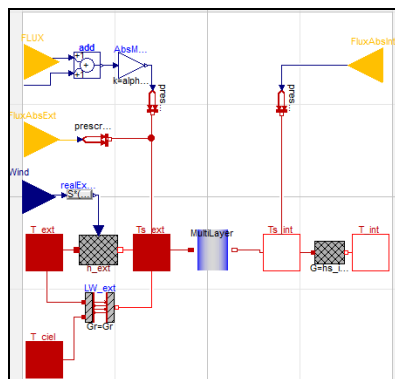 FLUX
add
AbsM...
FluxAbsInt
+
+
+
k=alph...
pres...
pres...
FluxAbsExt
prescr...
Wind
realEx...
S*(...
T_ext
Ts_ext
MultiLayer
Ts_int
T_int
h_ext
G=hs_i...
LW_ext
Gr=Gr
T_ciel